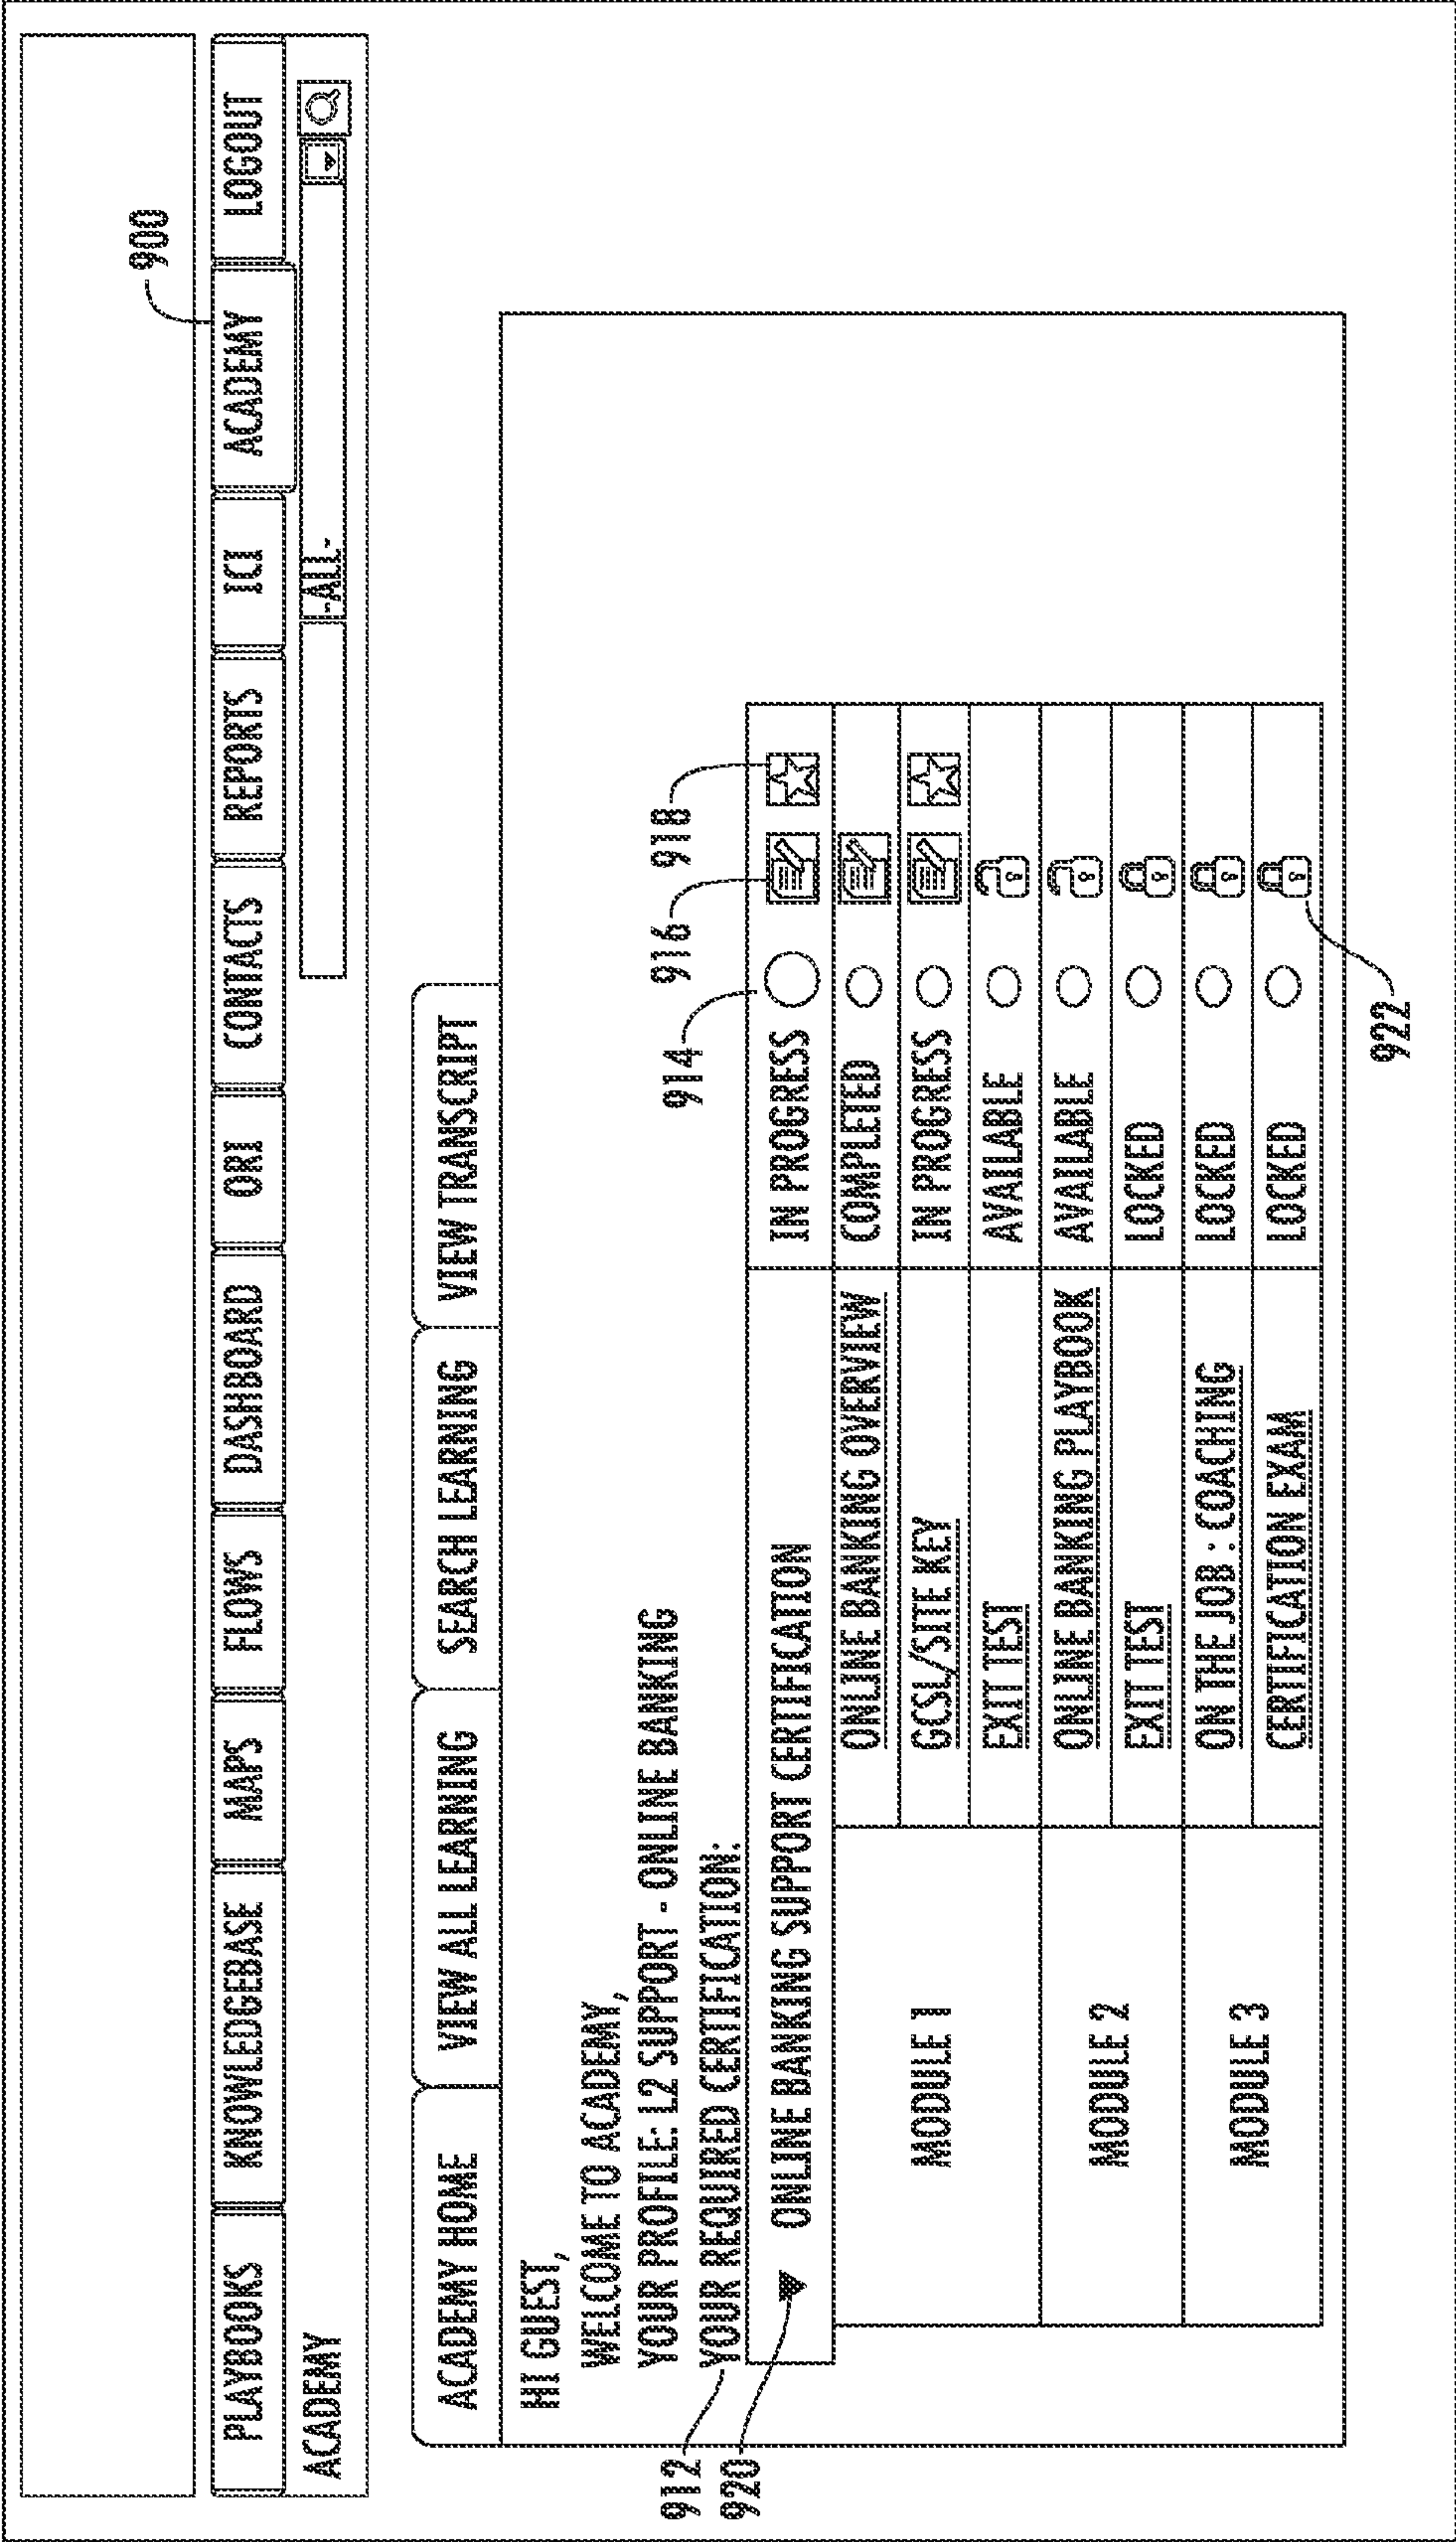 900
PLAYBOOKS KNOWLEDGEBASE MAPS FLOWS DASHBOARD ORI CONTACTS REPORTS ICI ACADEMY LOGOUT
ACADEMY -ALL-
ACADEMY HOME VIEW ALL LEARNING SEARCH LEARNING VIEW TRANSCRIPT
HI GUEST,
WELCOME TO ACADEMY,
YOUR PROFILE: L2 SUPPORT - ONLINE BANKING
912 YOUR REQUIRED CERTIFICATION:
914 916 918
920 ONLINE BANKING SUPPORT CERTIFICATION IN PROGRESS
MODULE 1 ONLINE BANKING OVERVIEW COMPLETED
GCSL/SITE KEY IN PROGRESS
EXIT TEST AVAILABLE
MODULE 2 ONLINE BANKING PLAYBOOK AVAILABLE
EXIT TEST LOCKED
MODULE 3 ON THE JOB : COACHING LOCKED
CERTIFICATION EXAM LOCKED
922